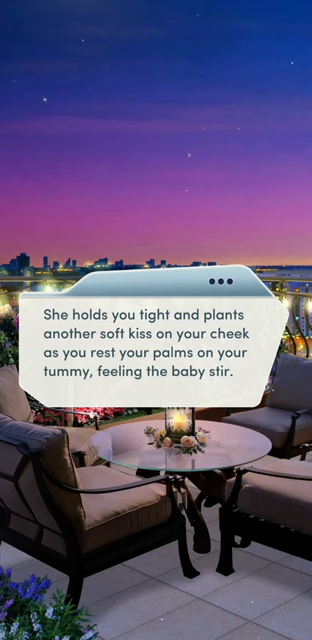 She holds you tight and plants
another soft kiss on your cheek
as you rest your palms on your
tummy, feeling the baby stir.